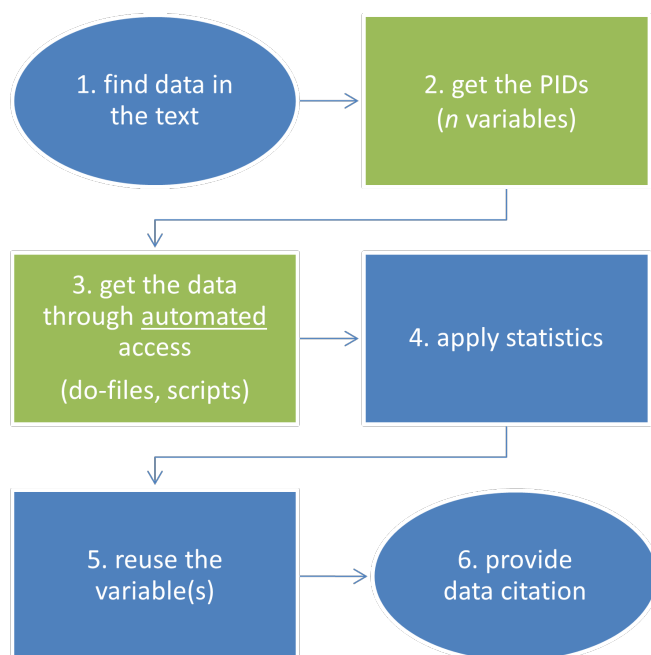 1. find data in
the text
2. get the PIDs
(n variables)
3. get the data
through automated
access
(do-files, scripts)
4. apply statistics
5. reuse the
variable(s)
6. provide
data citation